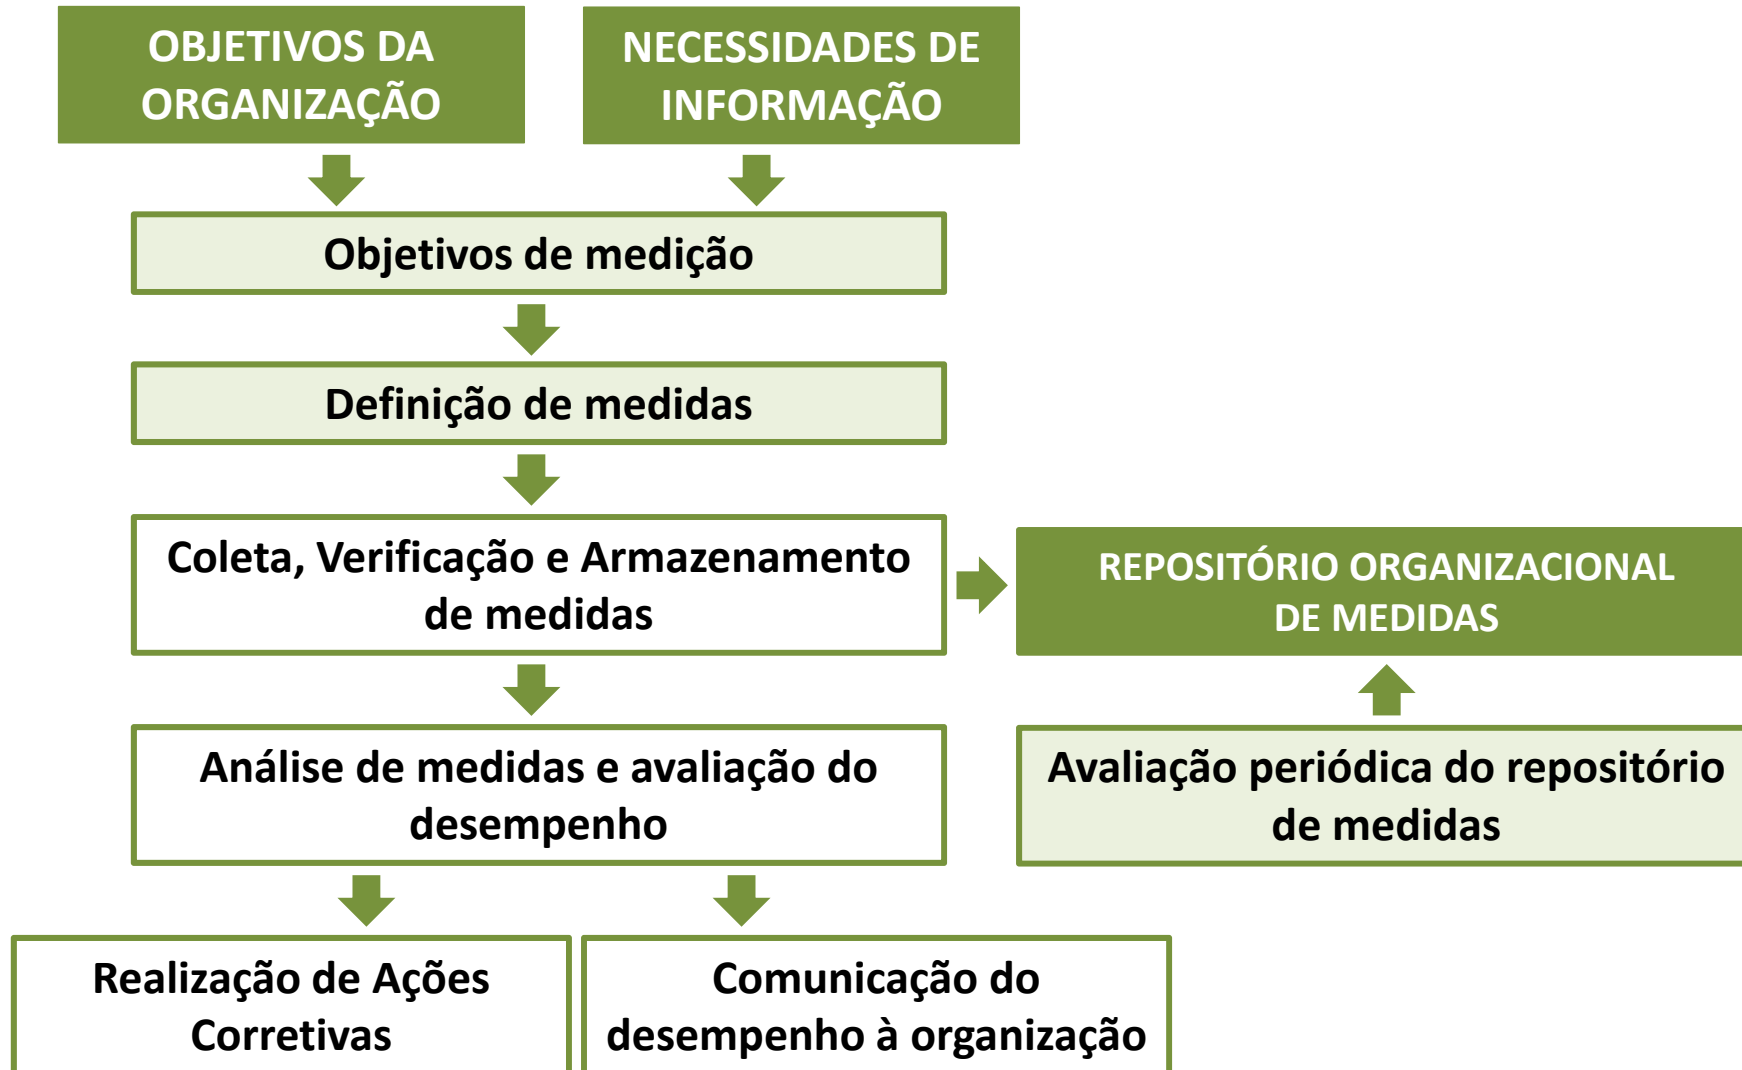 OBJETIVOS DA
ORGANIZAÇÃO
NECESSIDADES DE
INFORMAÇÃO
Objetivos de medição
Definição de medidas
Coleta, Verificação e Armazenamento
de medidas
REPOSITÓRIO ORGANIZACIONAL
DE MEDIDAS
Análise de medidas e avaliação do
desempenho
Avaliação periódica do repositório
de medidas
Realização de Ações
Corretivas
Comunicação do
desempenho à organização